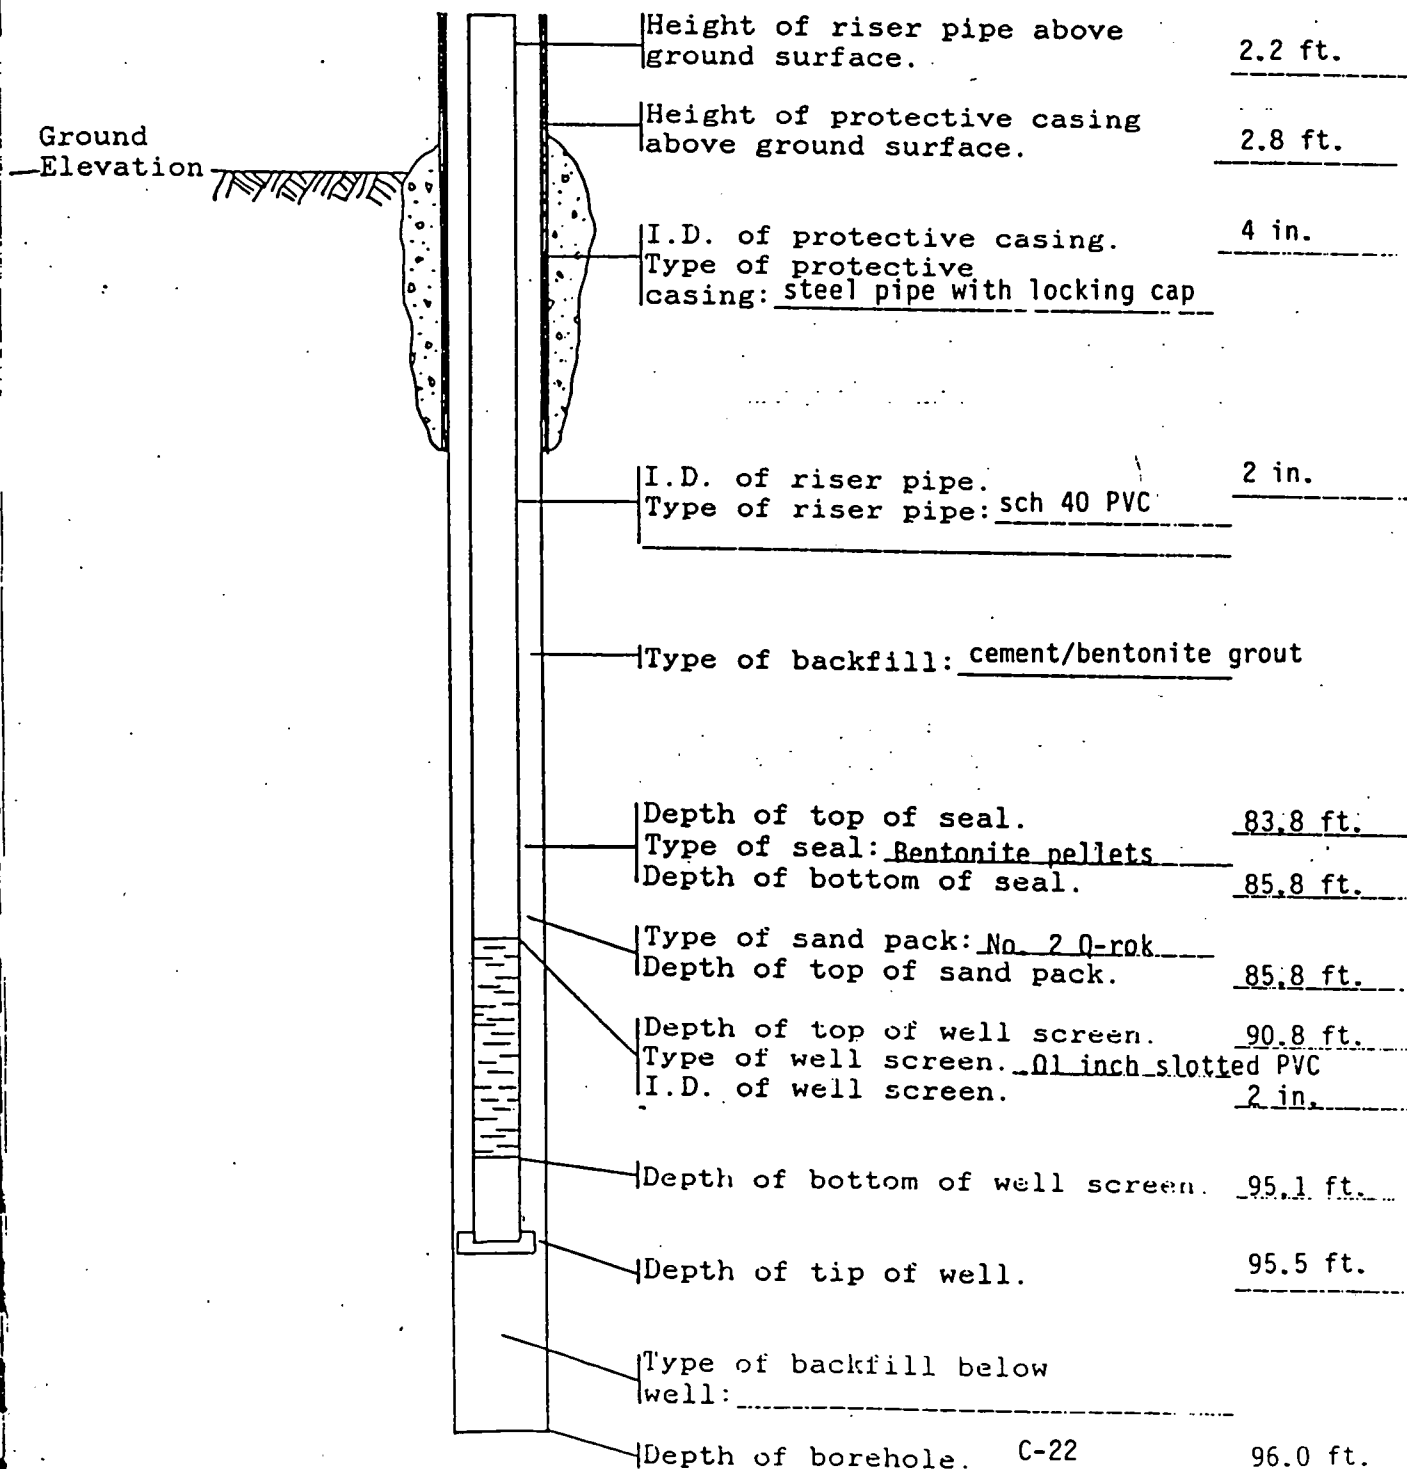 Height of riser pipe above
ground surface. 2.2 ft.
Height of protective casing
above ground surface. 2.8 ft.
Ground
Elevation
I.D. of protective casing. 4 in.
Type of protective
casing: steel pipe with locking cap
I.D. of riser pipe. 2 in.
Type of riser pipe: sch 40 PVC
Type of backfill: cement/bentonite grout
Depth of top of seal. 83.8 ft.
Type of seal: Bentonite pellets
Depth of bottom of seal. 85.8 ft.
Type of sand pack: No. 2 Q-rok
Depth of top of sand pack. 85.8 ft.
Depth of top of well screen. 90.8 ft.
Type of well screen. .01 inch slotted PVC
I.D. of well screen. 2 in.
Depth of bottom of well screen. 95.1 ft.
Depth of tip of well. 95.5 ft.
Type of backfill below
well:
Depth of borehole. C-22 96.0 ft.